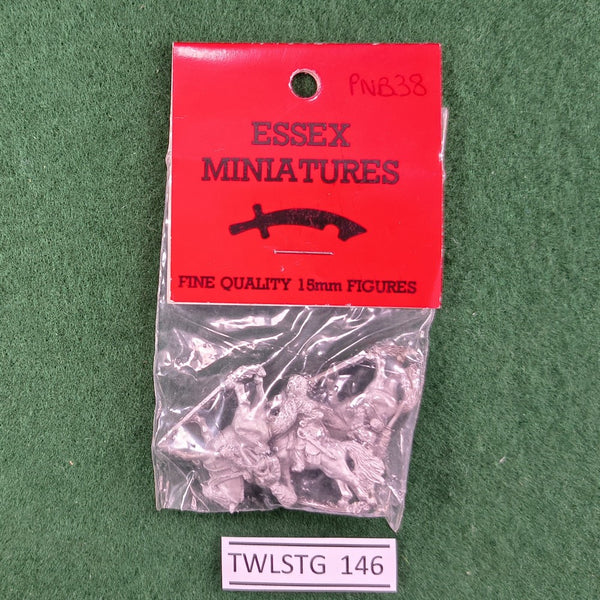 PNB38
ESSEX
MINIATURES
FINE QUALITY 15mm FIGURES
TWLSTG 146